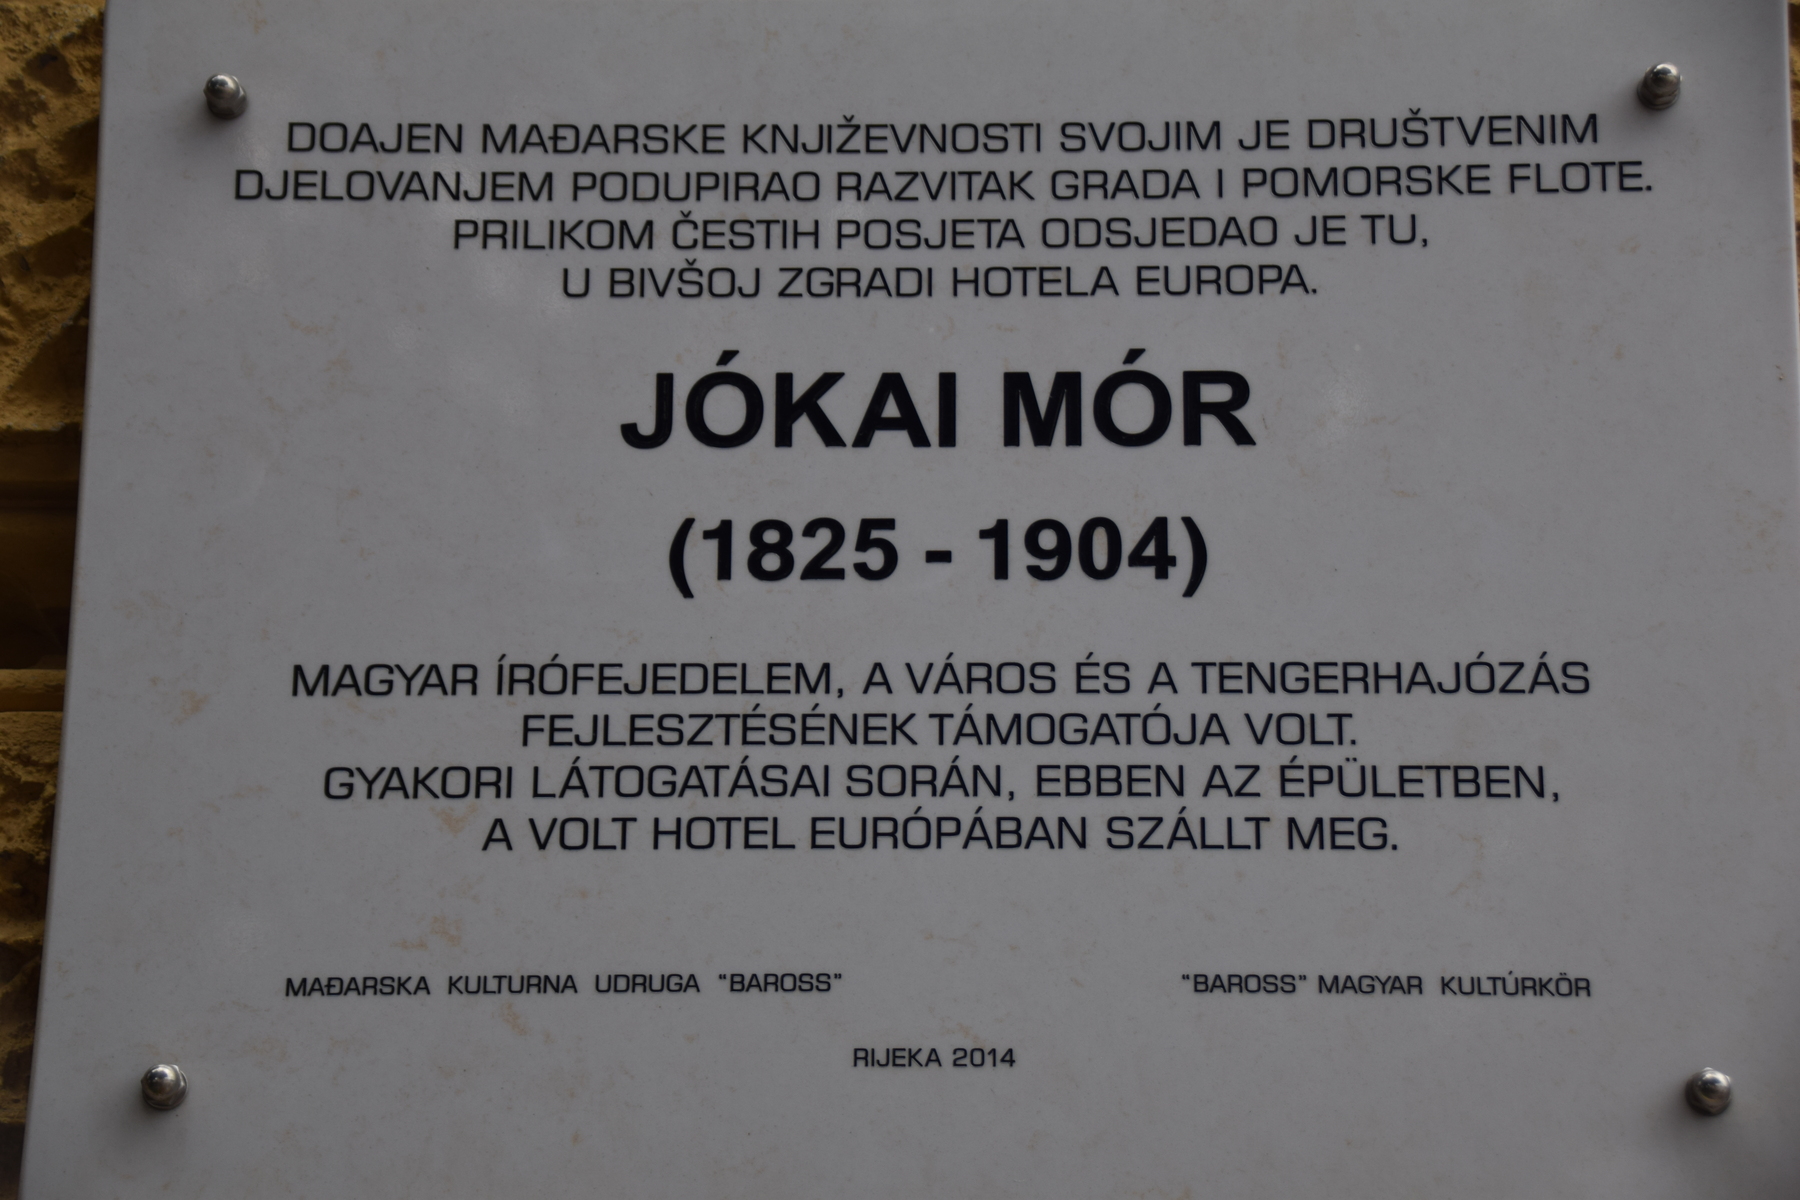 DOAJEN MAĐARSKE KNJIŽEVNOSTI SVOJIM JE DRUŠTVENIM
DJELOVANJEM PODUPIRAO RAZVITAK GRADA I POMORSKE FLOTE.
PRILIKOM ČESTIH POSJETA ODSJEDAO JE TU,
U BIVŠOJ ZGRADI HOTELA EUROPA.
JÓKAI MÓR
(1825 - 1904)
MAGYAR ÍRÓFEJEDELEM, A VÁROS ÉS A TENGERHAJÓZÁS
FEJLESZTÉSÉNEK TÁMOGATÓJA VOLT.
GYAKORI LÁTOGATÁSAI SORÁN, EBBEN AZ ÉPÜLETBEN,
A VOLT HOTEL EURÓPÁBAN SZÁLLT MEG.
MAĐARSKA KULTURNA UDRUGA “BAROSS”
“BAROSS” MAGYAR KULTÚRKÖR
RIJEKA 2014